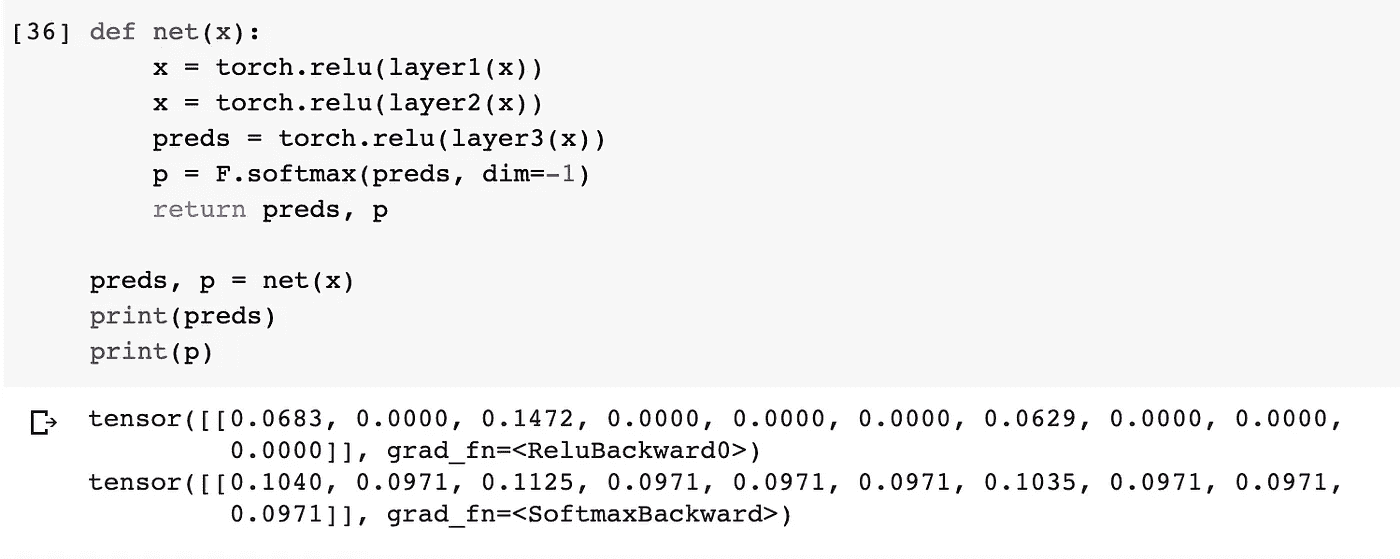 [36] def net(x):
x = torch.relu(layer1(x))
x = torch.relu(layer2(x))
preds = torch.relu(layer3(x))
p = F.softmax(preds, dim=-1)
return preds, p
preds, p = net(x)
print(preds)
print(p)
tensor([[0.0683, 0.0000, 0.1472, 0.0000, 0.0000, 0.0000, 0.0629, 0.0000, 0.0000,
0.0000]], grad_fn=<ReluBackward0>)
tensor([[0.1040, 0.0971, 0.1125, 0.0971, 0.0971, 0.0971, 0.1035, 0.0971, 0.0971,
0.0971]], grad_fn=<SoftmaxBackward>)